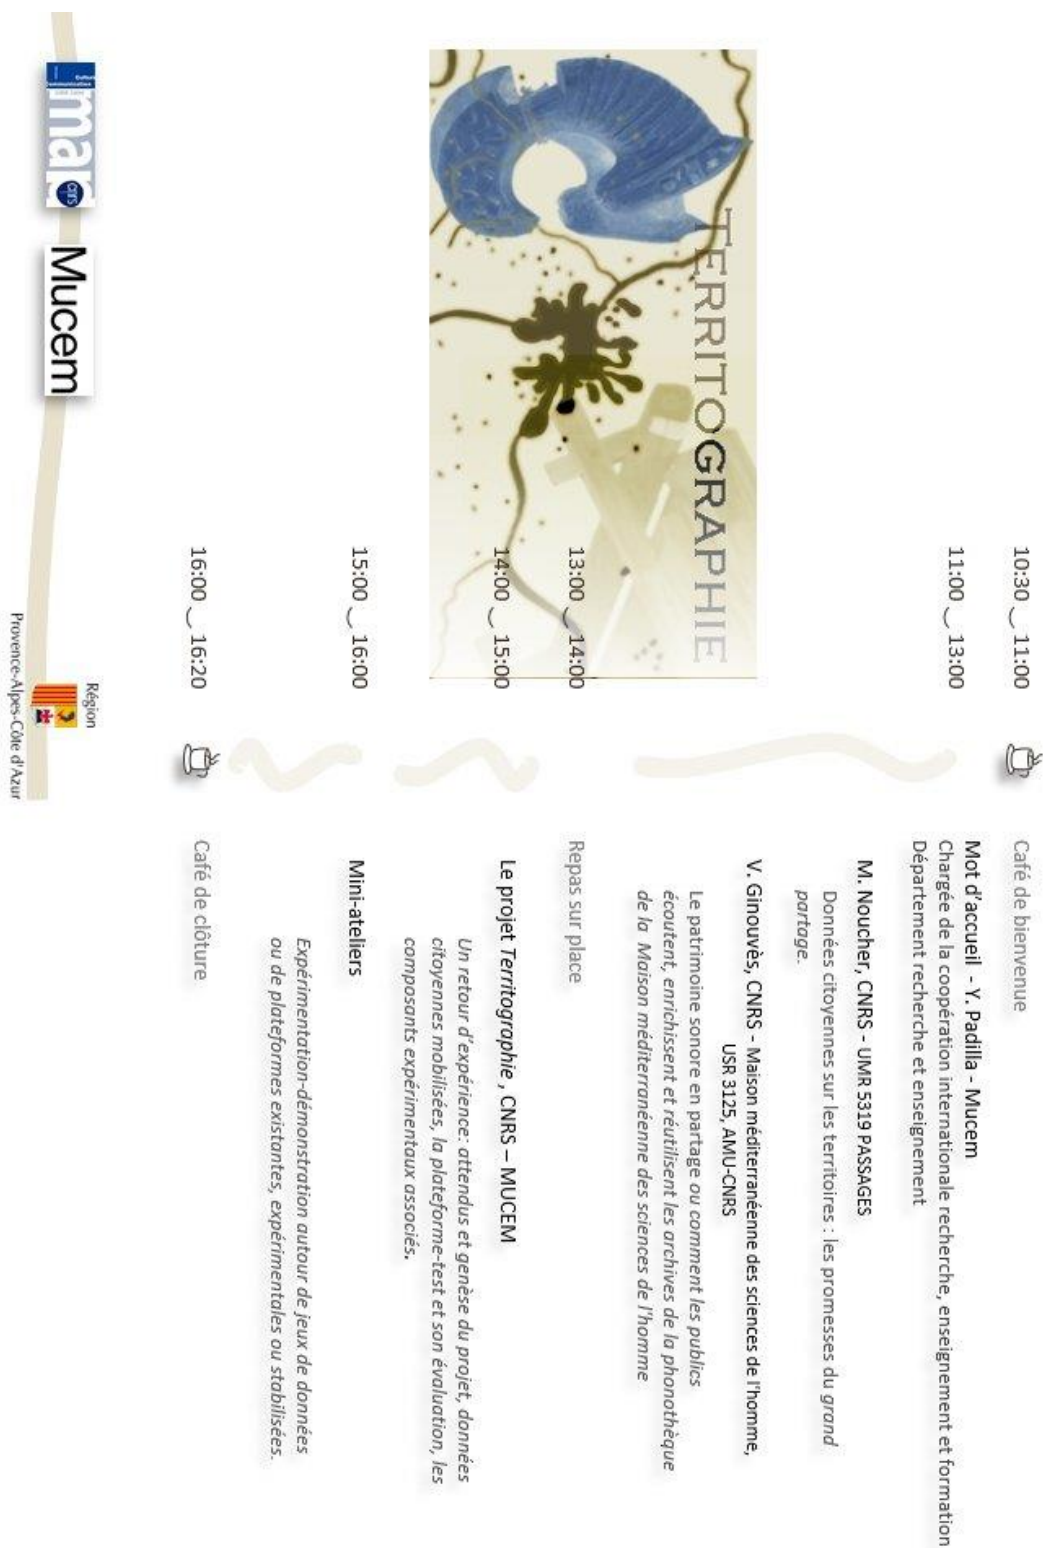 10:30 ‿ 11:00
Café de bienvenue
11:00 ‿ 13:00
Mot d'accueil - Y. Padilla - Mucem
Chargée de la coopération internationale recherche, enseignement et formation
Département recherche et enseignement
M. Noucher, CNRS - UMR 5319 PASSAGES
Données citoyennes sur les territoires : les promesses du grand
partage.
V. Ginouvès, CNRS - Maison méditerranéenne des sciences de l'homme,
USR 3125, AMU-CNRS
Le patrimoine sonore en partage ou comment les publics
écoutent, enrichissent et réutilisent les archives de la phonothèque
de la Maison méditerranéenne des sciences de l'homme
TERRITOGRAPHIE
13:00 ‿ 14:00
Repas sur place
14:00 ‿ 15:00
Le projet Territographie , CNRS – MUCEM
Un retour d'expérience: attendus et genèse du projet, données
citoyennes mobilisées, la plateforme-test et son évaluation, les
composants expérimentaux associés.
15:00 ‿ 16:00
Mini-ateliers
Expérimentation-démonstration autour de jeux de données
ou de plateformes existantes, expérimentales ou stabilisées.
16:00 ‿ 16:20
Café de clôture
map
cnrs
Mucem
Région
Provence-Alpes-Côte d'Azur